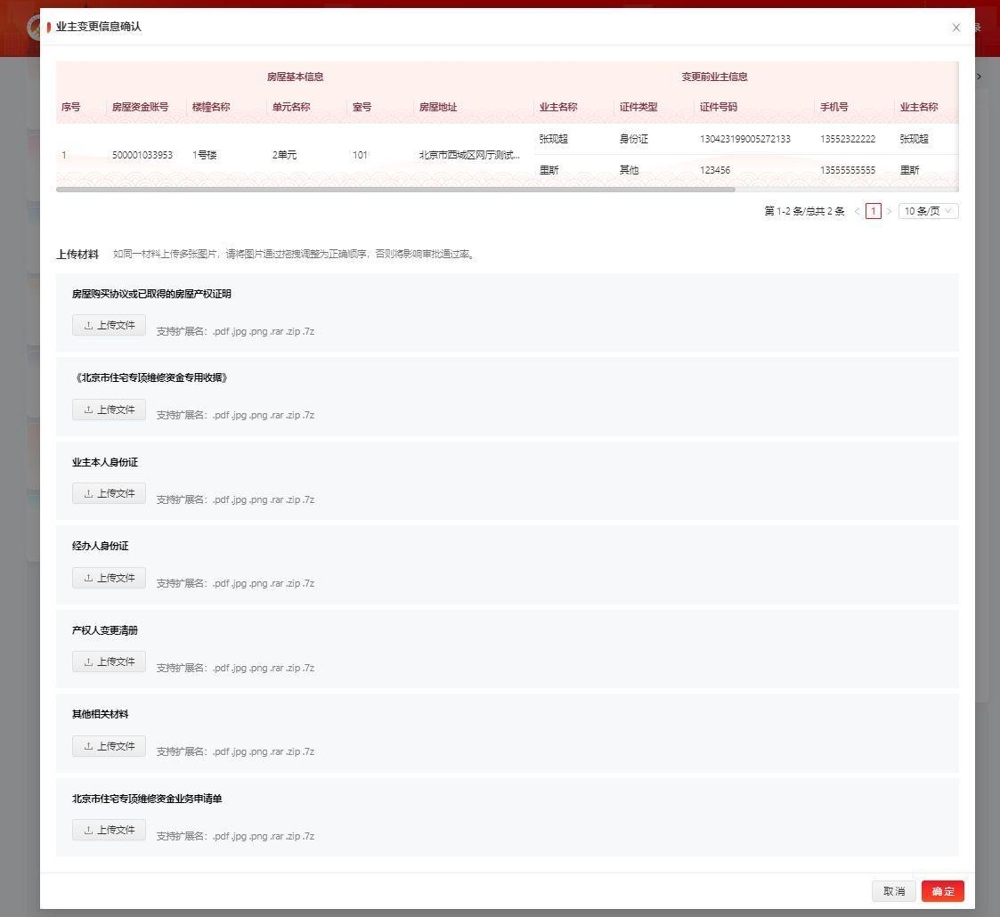 业主变更信息确认
录
房屋基本信息 变更前业主信息
序号 房屋资金账号 楼幢名称 单元名称 室号 房屋地址 业主名称 证件类型 证件号码 手机号 业主名称
张现超 身份证 130423199005272133 13552322222 张现超
1 500001033953 1号楼 2单元 101 北京市西城区网厅测试...
里斯 其他 123456 13555555555 里斯
第 1-2 条/总共 2 条 < 1 > 10 条/页
上传材料 如同一材料上传多张图片，请将图片通过拖拽调整为正确顺序，否则将影响审批通过率。
房屋购买协议或已取得的房屋产权证明
上传文件 支持扩展名：.pdf .jpg .png .rar .zip .7z
《北京市住宅专项维修资金专用收据》
上传文件 支持扩展名：.pdf .jpg .png .rar .zip .7z
业主本人身份证
上传文件 支持扩展名：.pdf .jpg .png .rar .zip .7z
经办人身份证
上传文件 支持扩展名：.pdf .jpg .png .rar .zip .7z
产权人变更清册
上传文件 支持扩展名：.pdf .jpg .png .rar .zip .7z
其他相关材料
上传文件 支持扩展名：.pdf .jpg .png .rar .zip .7z
北京市住宅专项维修资金业务申请单
上传文件 支持扩展名：.pdf .jpg .png .rar .zip .7z
取消 确定